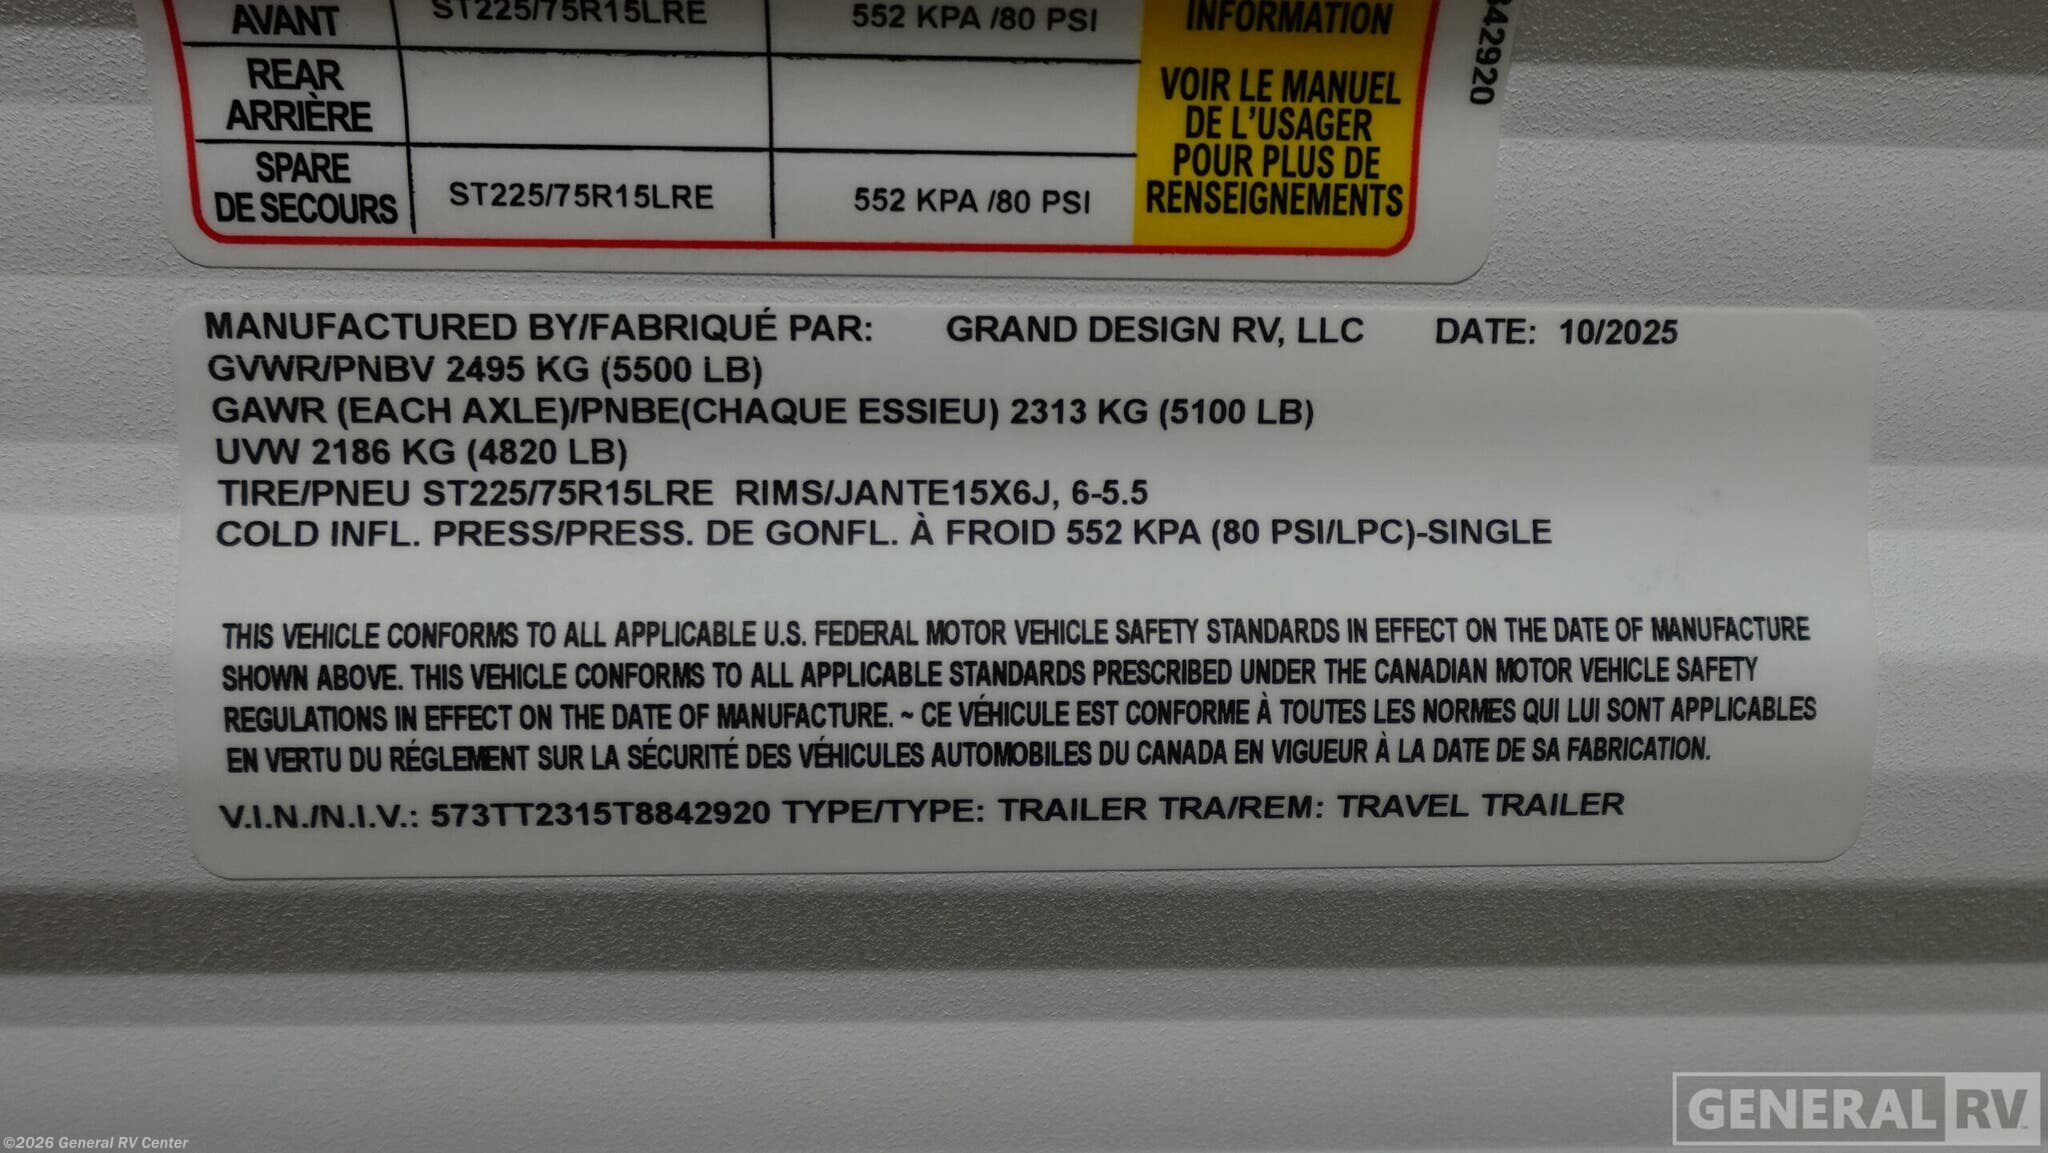 AVANT ST225/75R15LRE 552 KPA /80 PSI INFORMATION
REAR
ARRIÈRE
SPARE
DE SECOURS ST225/75R15LRE 552 KPA /80 PSI
VOIR LE MANUEL
DE L'USAGER
POUR PLUS DE
RENSEIGNEMENTS
42920
MANUFACTURED BY/FABRIQUÉ PAR: GRAND DESIGN RV, LLC DATE: 10/2025
GVWR/PNBV 2495 KG (5500 LB)
GAWR (EACH AXLE)/PNBE(CHAQUE ESSIEU) 2313 KG (5100 LB)
UVW 2186 KG (4820 LB)
TIRE/PNEU ST225/75R15LRE RIMS/JANTE15X6J, 6-5.5
COLD INFL. PRESS/PRESS. DE GONFL. À FROID 552 KPA (80 PSI/LPC)-SINGLE
THIS VEHICLE CONFORMS TO ALL APPLICABLE U.S. FEDERAL MOTOR VEHICLE SAFETY STANDARDS IN EFFECT ON THE DATE OF MANUFACTURE
SHOWN ABOVE. THIS VEHICLE CONFORMS TO ALL APPLICABLE STANDARDS PRESCRIBED UNDER THE CANADIAN MOTOR VEHICLE SAFETY
REGULATIONS IN EFFECT ON THE DATE OF MANUFACTURE. ~ CE VÉHICULE EST CONFORME À TOUTES LES NORMES QUI LUI SONT APPLICABLES
EN VERTU DU RÉGLEMENT SUR LA SÉCURITÉ DES VÉHICULES AUTOMOBILES DU CANADA EN VIGUEUR À LA DATE DE SA FABRICATION.
V.I.N./N.I.V.: 573TT2315T8842920 TYPE/TYPE: TRAILER TRA/REM: TRAVEL TRAILER
GENERAL RV
©2026 General RV Center